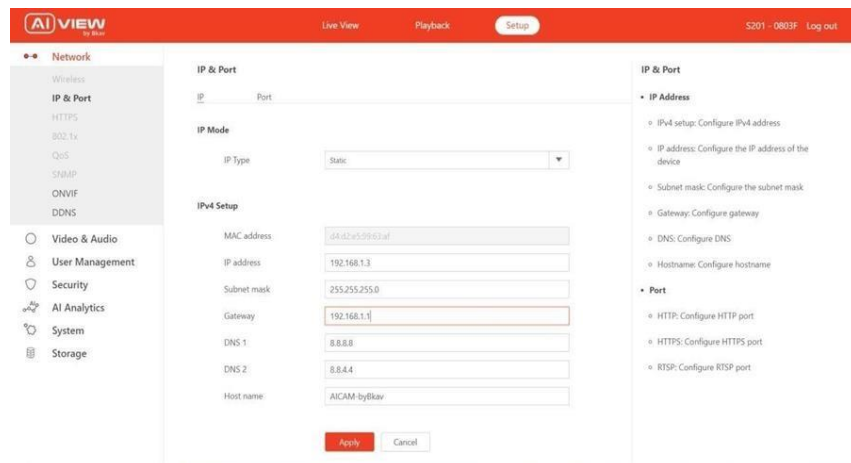 AI VIEW
by Bkav
Live View
Playback
Setup
S201 - 0803F
Log out
Network
Wireless
IP & Port
HTTPS
802.1x
QoS
SNMP
ONVIF
DDNS
Video & Audio
User Management
Security
AI Analytics
System
Storage
IP & Port
IP Port
IP Mode
IP Type Static
IPv4 Setup
MAC address d4:d2:e5:59:63:af
IP address 192.168.1.3
Subnet mask 255.255.255.0
Gateway 192.168.1.1
DNS 1 8.8.8.8
DNS 2 8.8.4.4
Host name AICAM-byBkav
Apply Cancel
IP & Port
• IP Address
IPv4 setup: Configure IPv4 address
IP address: Configure the IP address of the
device
Subnet mask: Configure the subnet mask
Gateway: Configure gateway
DNS: Configure DNS
Hostname: Configure hostname
• Port
HTTP: Configure HTTP port
HTTPS: Configure HTTPS port
RTSP: Configure RTSP port